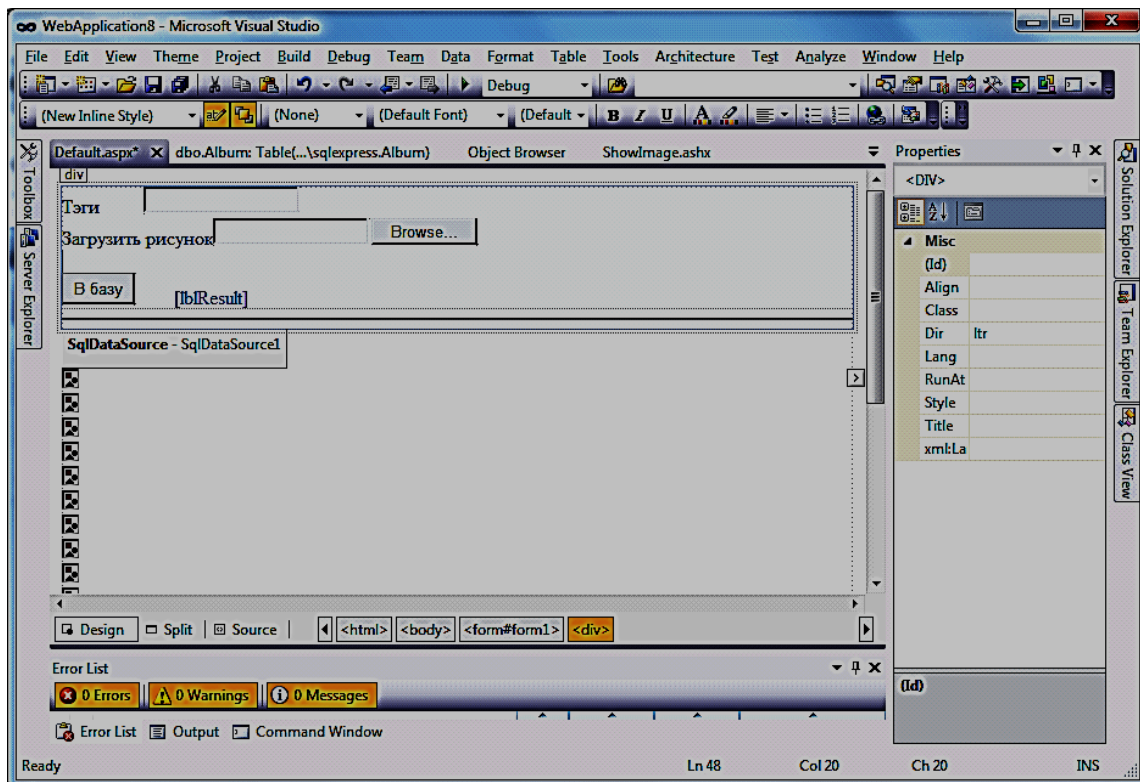 WebApplication8 - Microsoft Visual Studio
File Edit View Theme Project Build Debug Team Data Format Table Tools Architecture Test Analyze Window Help
Debug
(New Inline Style) (None) (Default Font) (Default B I U A
Toolbox
Server Explorer
Default.aspx* X dbo.Album: Table(...\sqlexpress.Album) Object Browser ShowImage.ashx
div
Тэги
Загрузить рисунок Browse...
В базу [lblResult]
SqlDataSource - SqlDataSource1
Design Split Source <html> <body> <form#form1> <div>
Error List
0 Errors 0 Warnings 0 Messages
Error List Output Command Window
Properties
<DIV>
Misc
(Id)
Align
Class
Dir ltr
Lang
RunAt
Style
Title
xml:La
(Id)
Solution Explorer
Team Explorer
Class View
Ready Ln 48 Col 20 Ch 20 INS